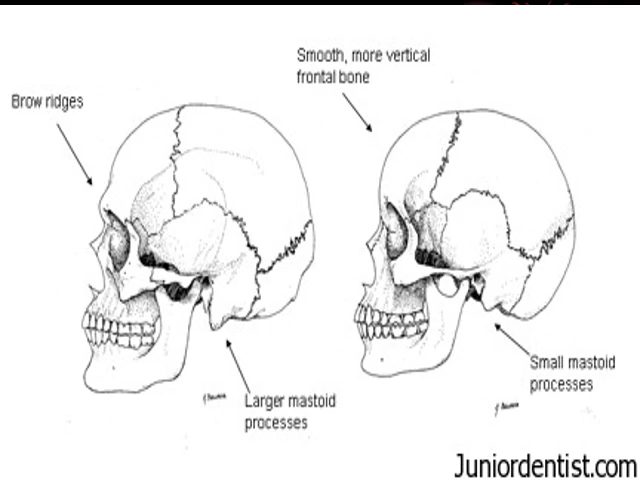 Smooth, more vertical
frontal bone
Brow ridges
Larger mastoid
processes
Small mastoid
processes
Juniordentist.com